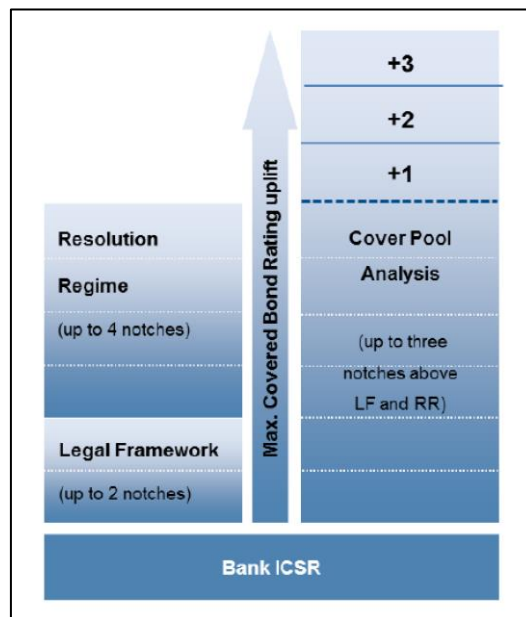 Resolution
Regime
(up to 4 notches)
Legal Framework
(up to 2 notches)
Max. Covered Bond Rating uplift
+3
+2
+1
Cover Pool
Analysis
(up to three
notches above
LF and RR)
Bank ICSR